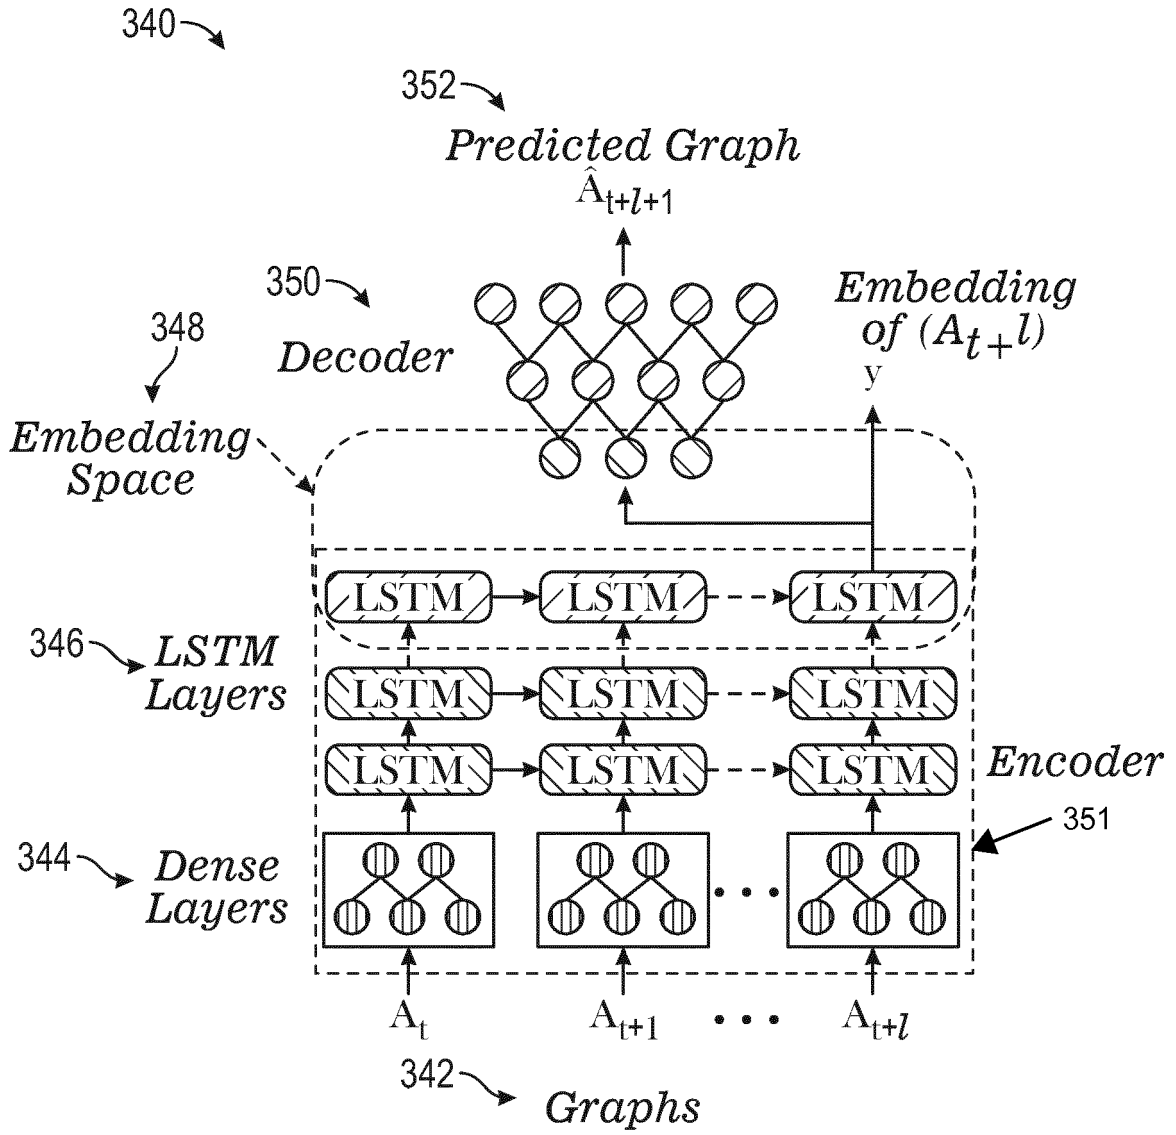 340
352
Predicted Graph
Â_{t+l+1}
350
Decoder
Embedding
of (A_{t+}l)
y
348
Embedding
Space
LSTM LSTM LSTM
346
LSTM
Layers
LSTM LSTM LSTM
LSTM LSTM LSTM
Encoder
351
344
Dense
Layers
• • •
A_t A_{t+1} • • • A_{t+l}
342
Graphs